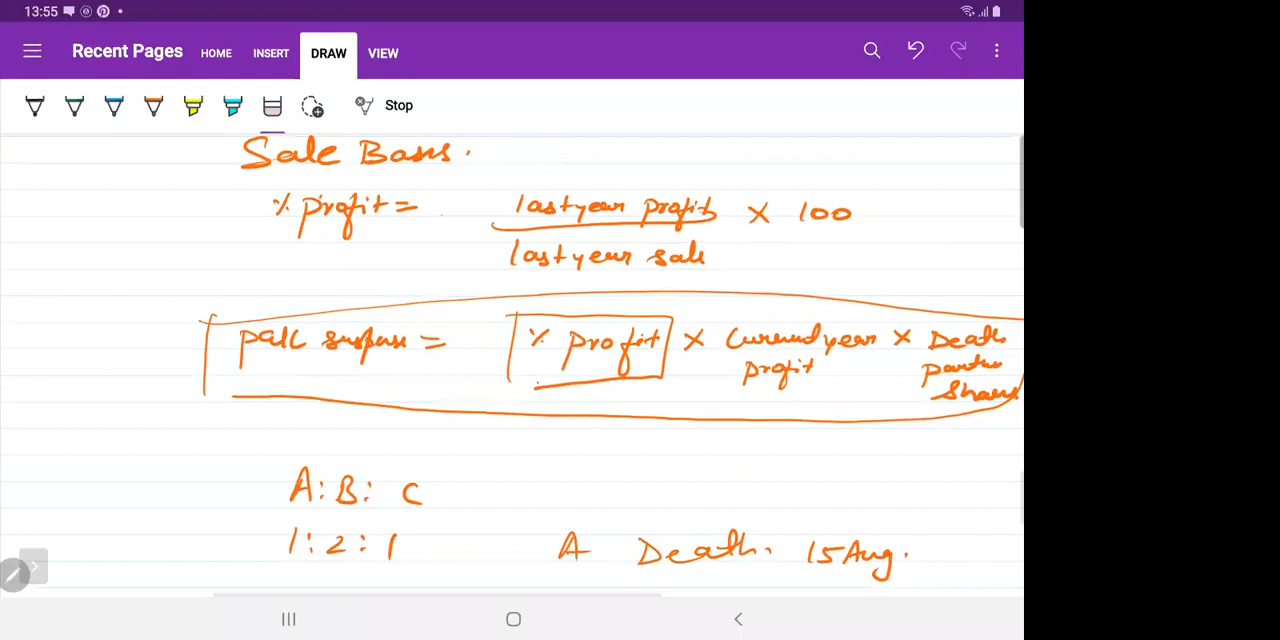 13:55
Recent Pages HOME INSERT DRAW VIEW
Stop
Sale Basis.
% Profit = last year profit × 100
last year sale
P&LC suspense = % Profit × Current year × Death
profit partner
share
A : B : C
1 : 2 : 1 A Death. 15 Aug.